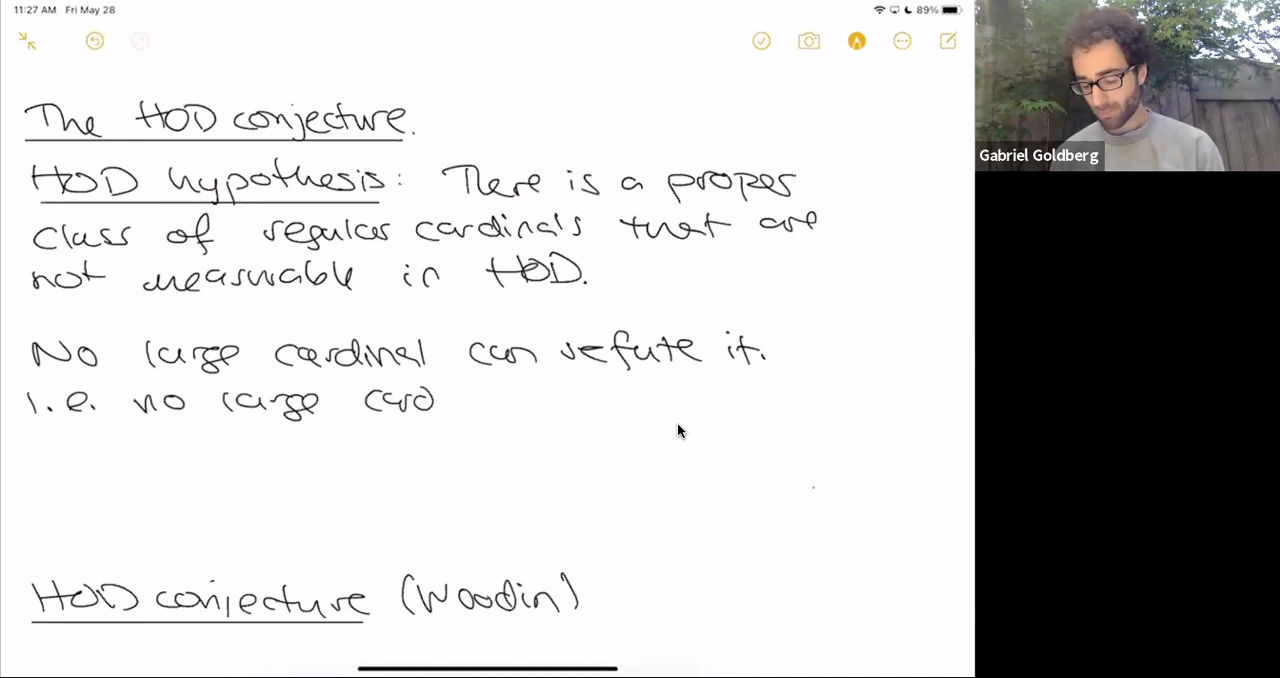 11:27 AM Fri May 28
89%
The HOD conjecture.
HOD hypothesis: There is a proper
class of regular cardinals that are
not measurable in HOD.
No large cardinal can refute it.
i.e. no large card
HOD conjecture (Woodin)
Gabriel Goldberg